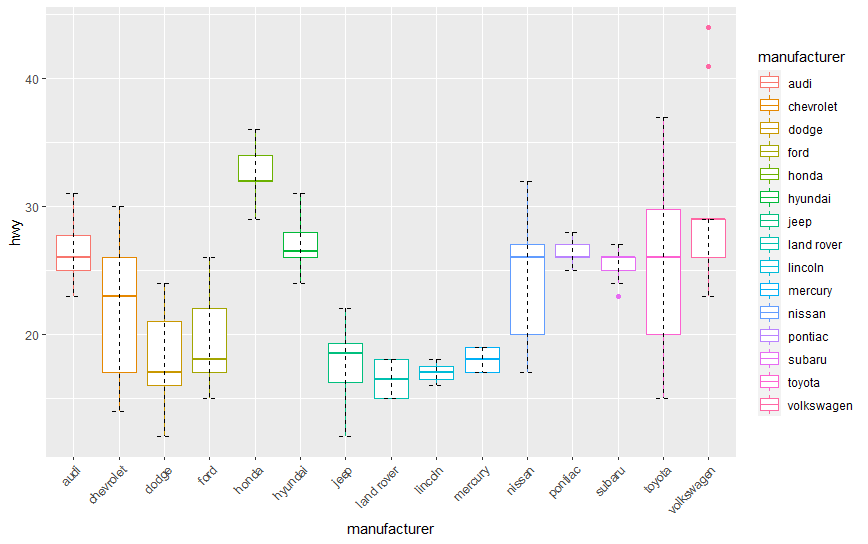 hwy
40
30
20
audi
chevrolet
dodge
ford
honda
hyundai
jeep
land rover
lincoln
mercury
nissan
pontiac
subaru
toyota
volkswagen
manufacturer
manufacturer
audi
chevrolet
dodge
ford
honda
hyundai
jeep
land rover
lincoln
mercury
nissan
pontiac
subaru
toyota
volkswagen